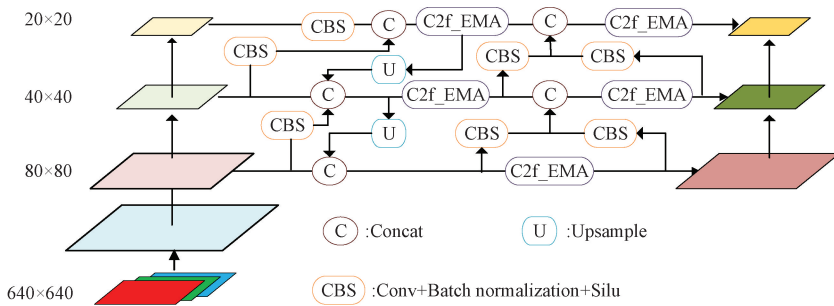 20×20 CBS C C2f_EMA C C2f_EMA
CBS U CBS CBS
40×40 C C2f_EMA C C2f_EMA
CBS U CBS CBS
80×80 C C2f_EMA
C :Concat U :Upsample
640×640 CBS :Conv+Batch normalization+Silu